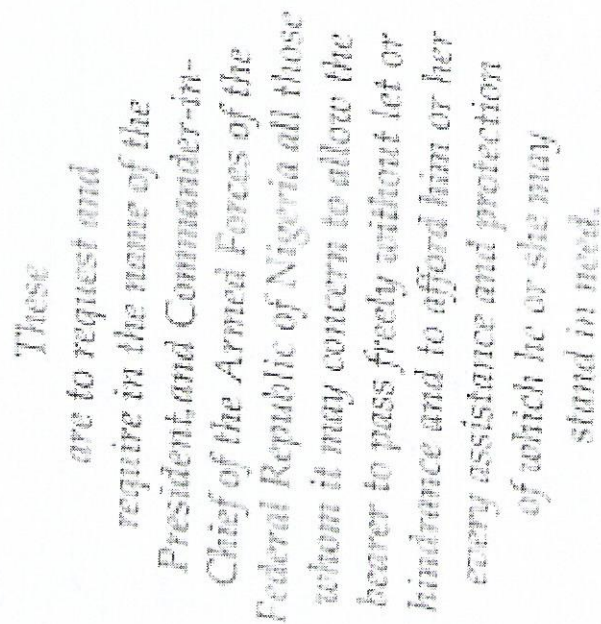 These
are to request and
require in the name of the
President, and Commander-in-
Chief of the Armed Forces of the
Federal Republic of Nigeria all those
whom it may concern to allow the
bearer to pass freely without let or
hindrance and to afford him or her
every assistance and protection
of which he or she may
stand in need.